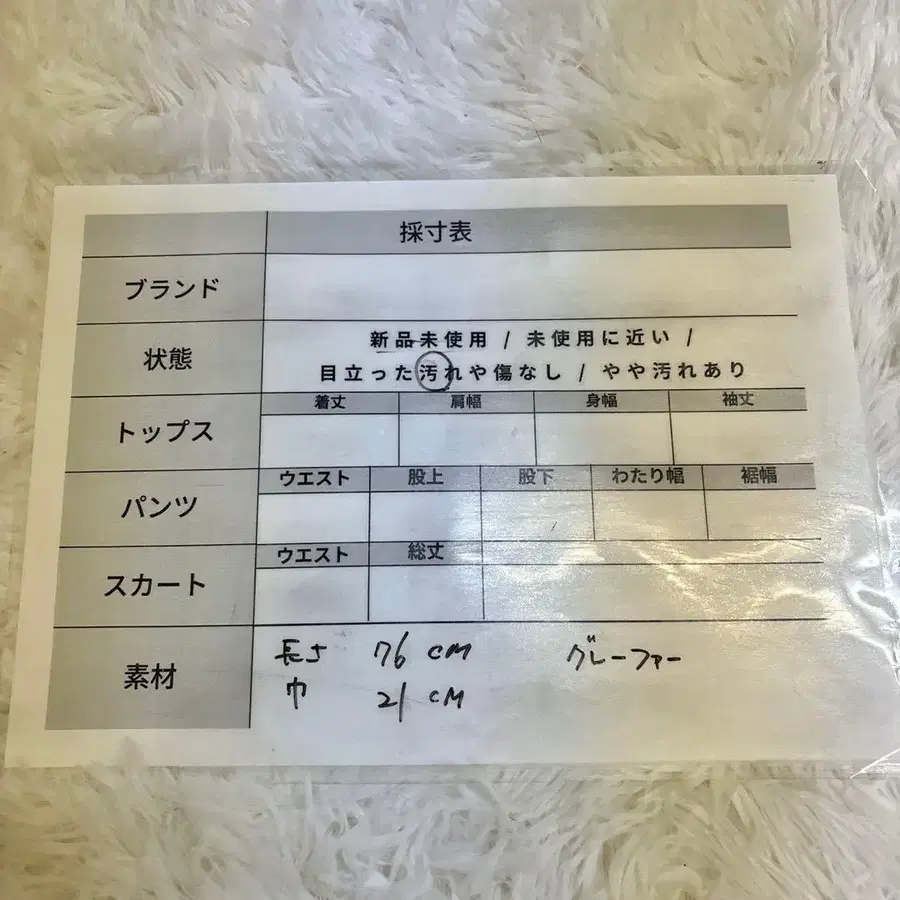 採寸表
ブランド
状態
新品未使用 / 未使用に近い /
目立った汚れや傷なし / やや汚れあり
トップス
着丈 肩幅 身幅 袖丈
パンツ
ウエスト 股上 股下 わたり幅 裾幅
スカート
ウエスト 総丈
素材
長さ 76 CM グレーファー
巾 21 CM